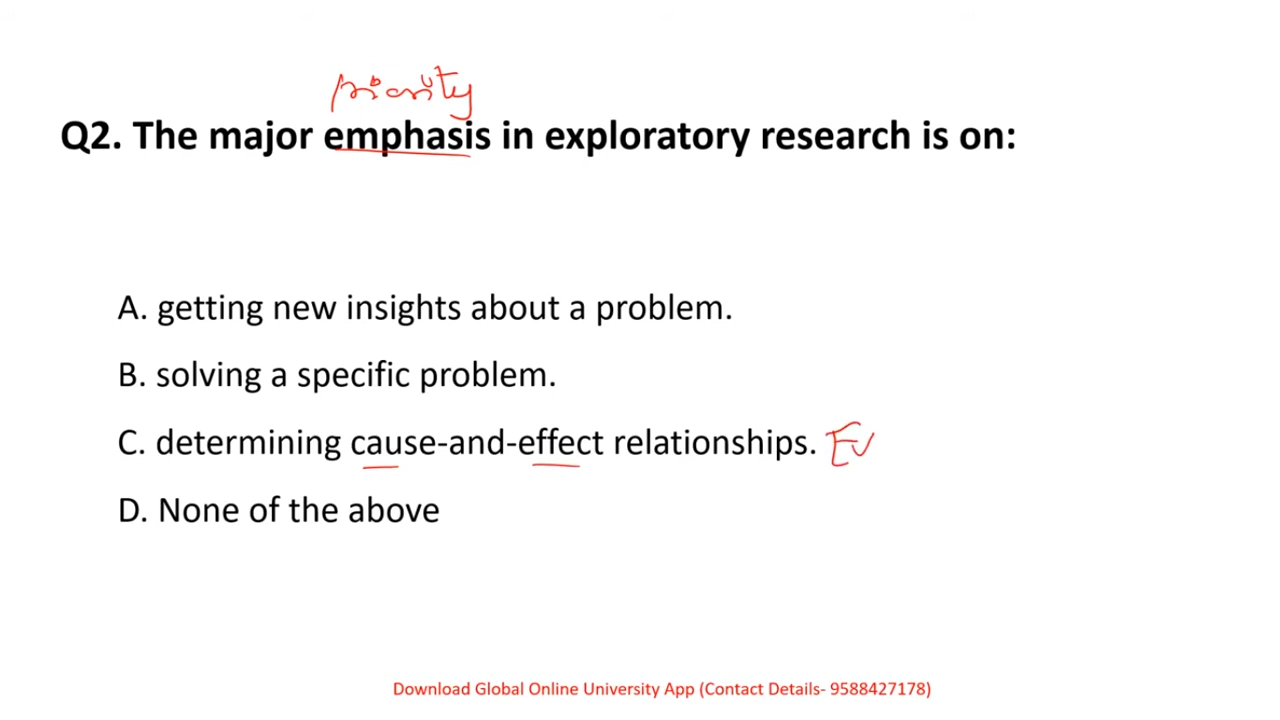 priority
Q2. The major emphasis in exploratory research is on:
A. getting new insights about a problem.
B. solving a specific problem.
C. determining cause-and-effect relationships.
D. None of the above
Download Global Online University App (Contact Details- 9588427178)